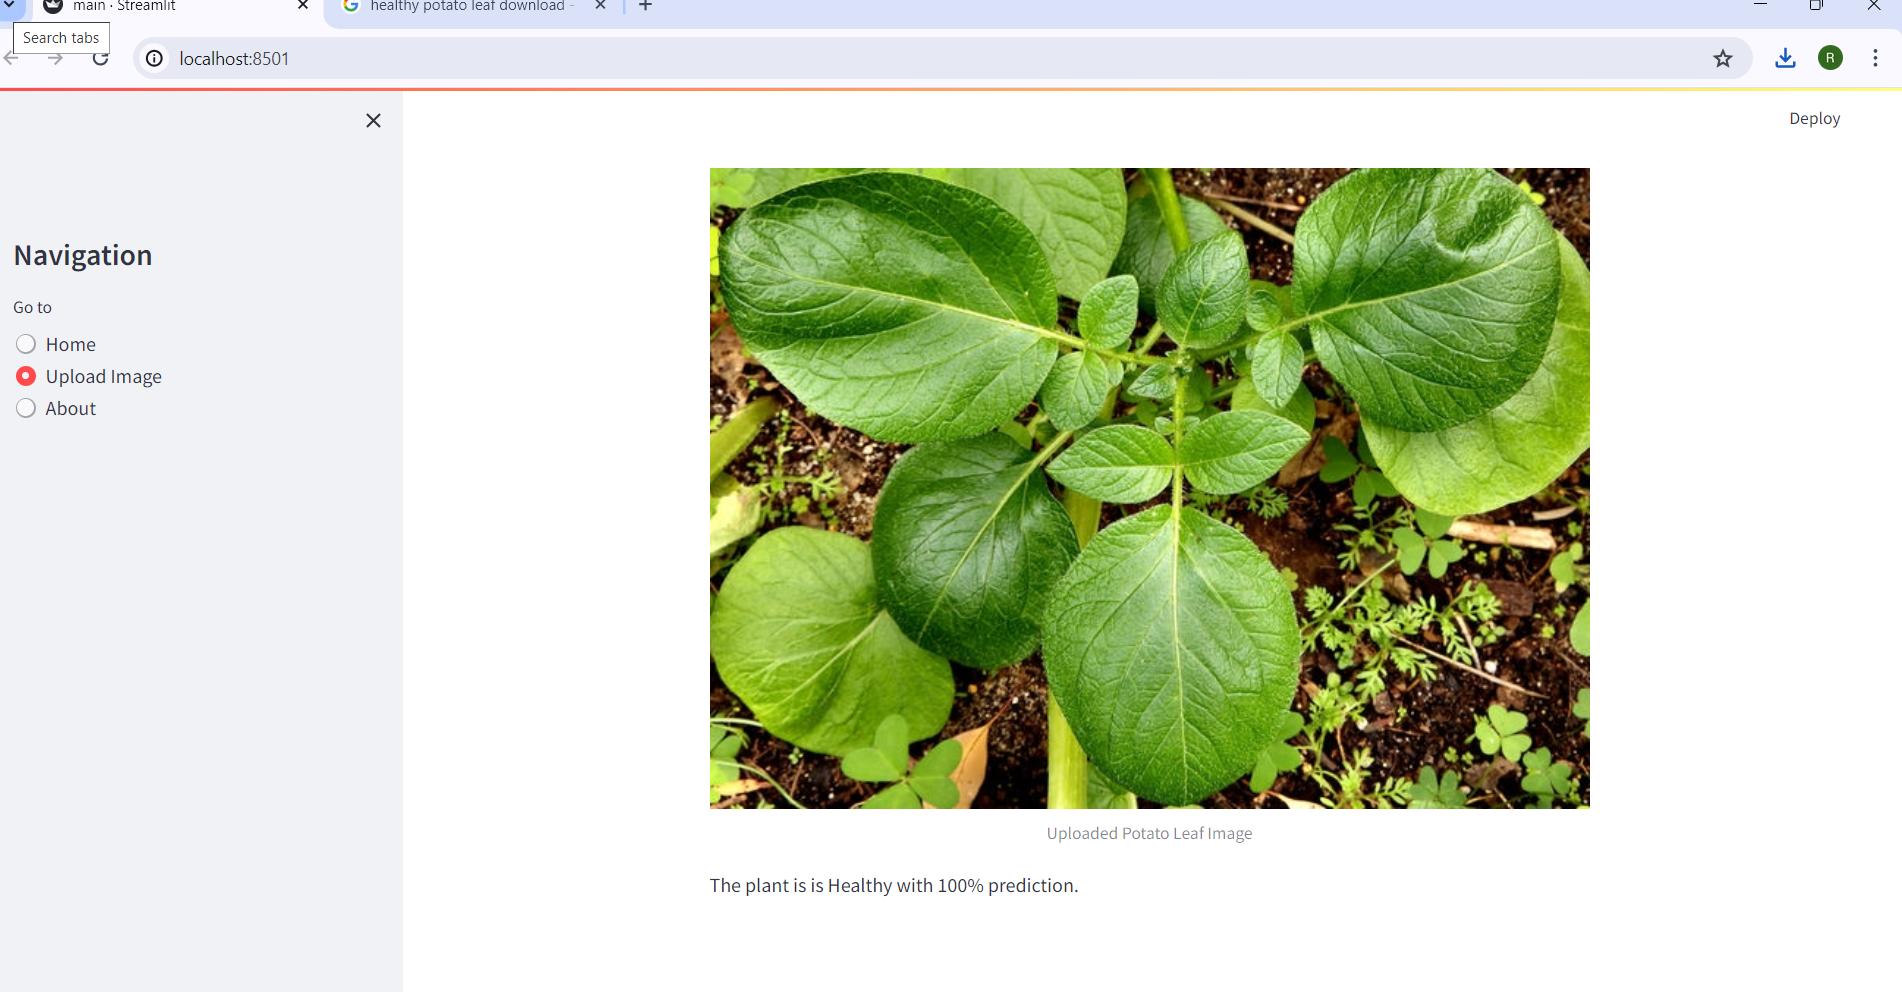 main · Streamlit
healthy potato leaf download -
Search tabs
localhost:8501
R
Deploy
Navigation
Go to
Home
Upload Image
About
Uploaded Potato Leaf Image
The plant is is Healthy with 100% prediction.